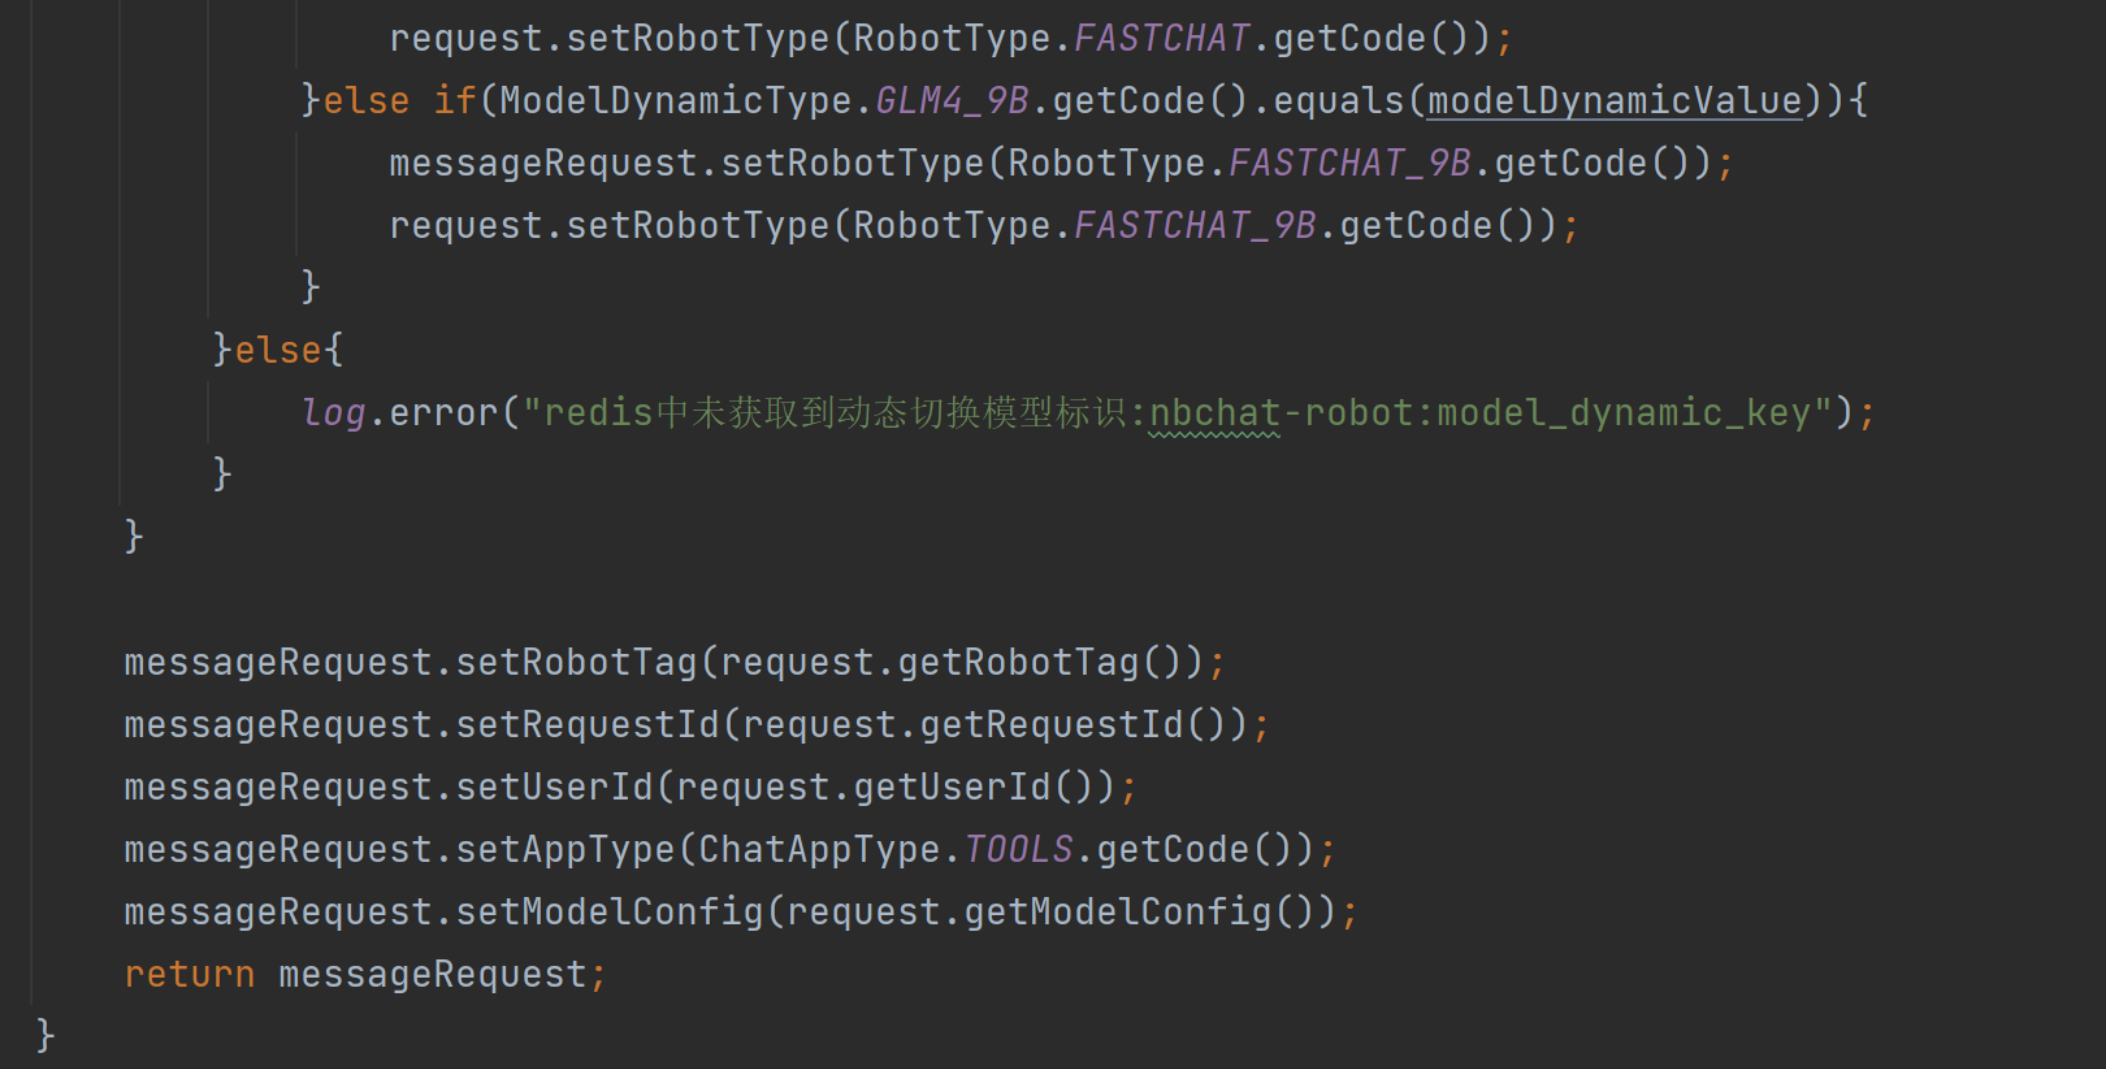 request.setRobotType(RobotType.FASTCHAT.getCode());
}else if(ModelDynamicType.GLM4_9B.getCode().equals(modelDynamicValue)){
messageRequest.setRobotType(RobotType.FASTCHAT_9B.getCode());
request.setRobotType(RobotType.FASTCHAT_9B.getCode());
}
}else{
log.error("redis中未获取到动态切换模型标识:nbchat-robot:model_dynamic_key");
}
}
messageRequest.setRobotTag(request.getRobotTag());
messageRequest.setRequestId(request.getRequestId());
messageRequest.setUserId(request.getUserId());
messageRequest.setAppType(ChatAppType.TOOLS.getCode());
messageRequest.setModelConfig(request.getModelConfig());
return messageRequest;
}